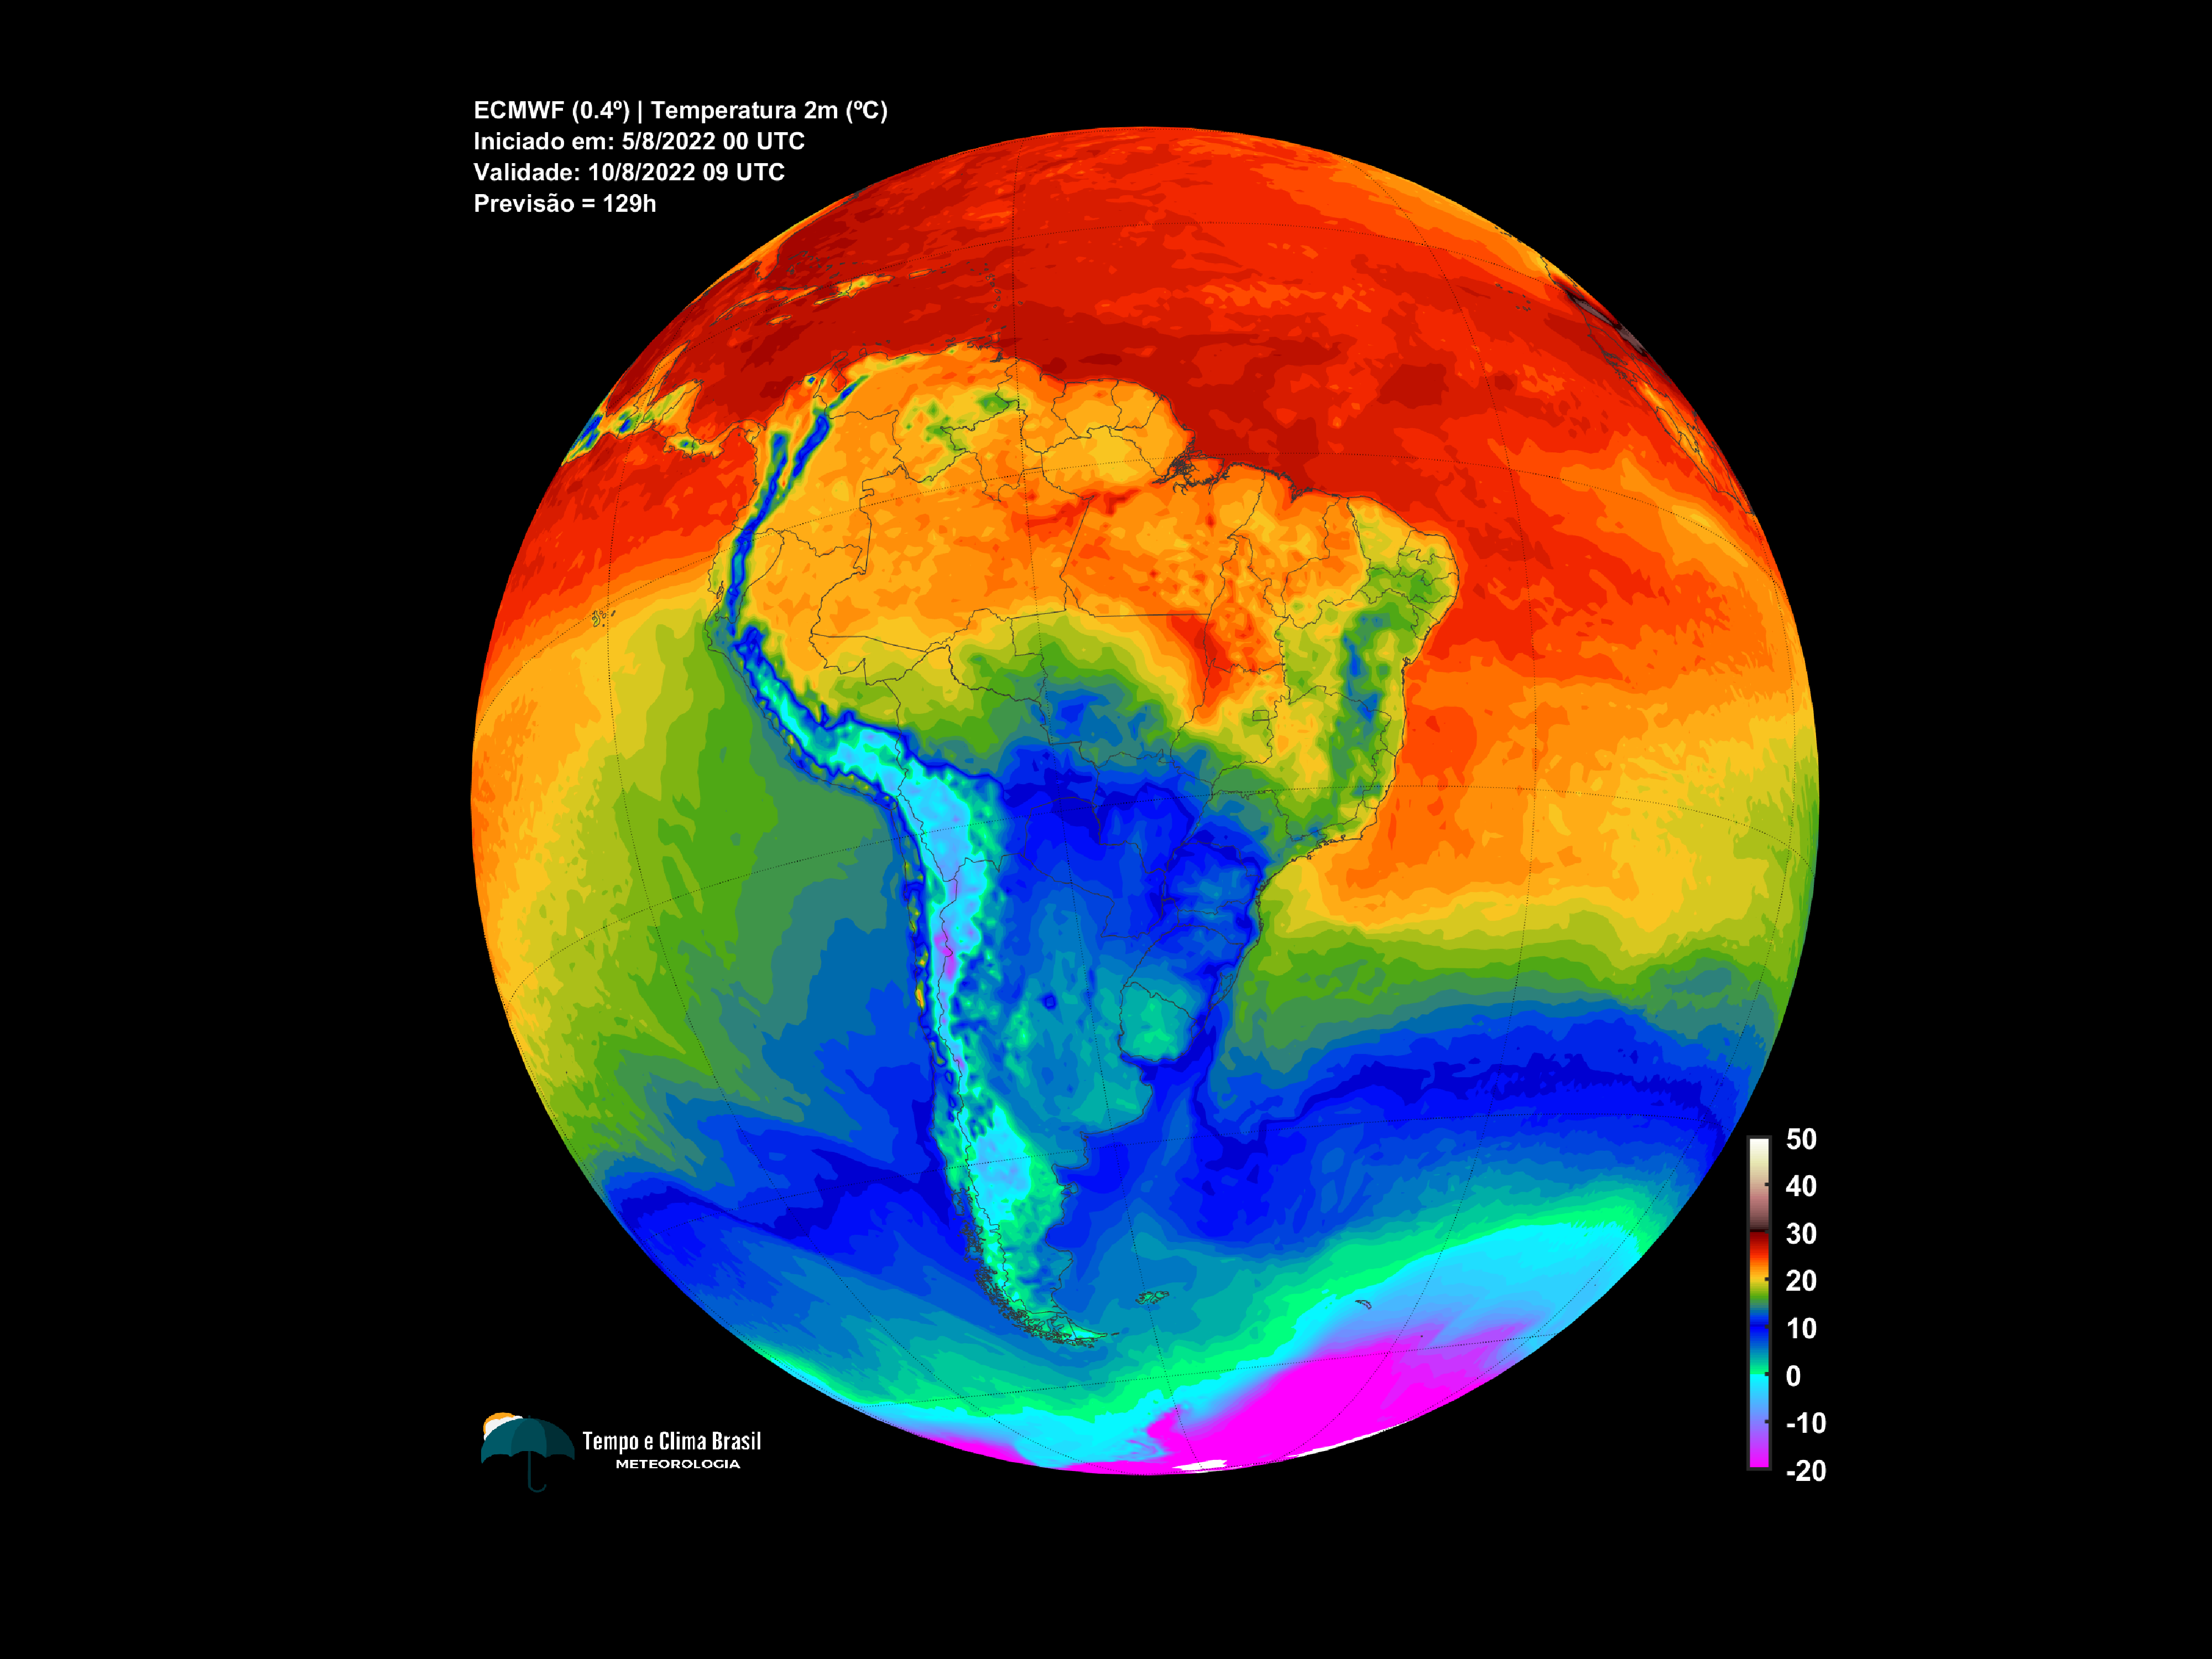 ECMWF (0.4º) | Temperatura 2m (ºC)
Iniciado em: 5/8/2022 00 UTC
Validade: 10/8/2022 09 UTC
Previsão = 129h
50
40
30
20
10
0
-10
-20
Tempo e Clima Brasil
METEOROLOGIA